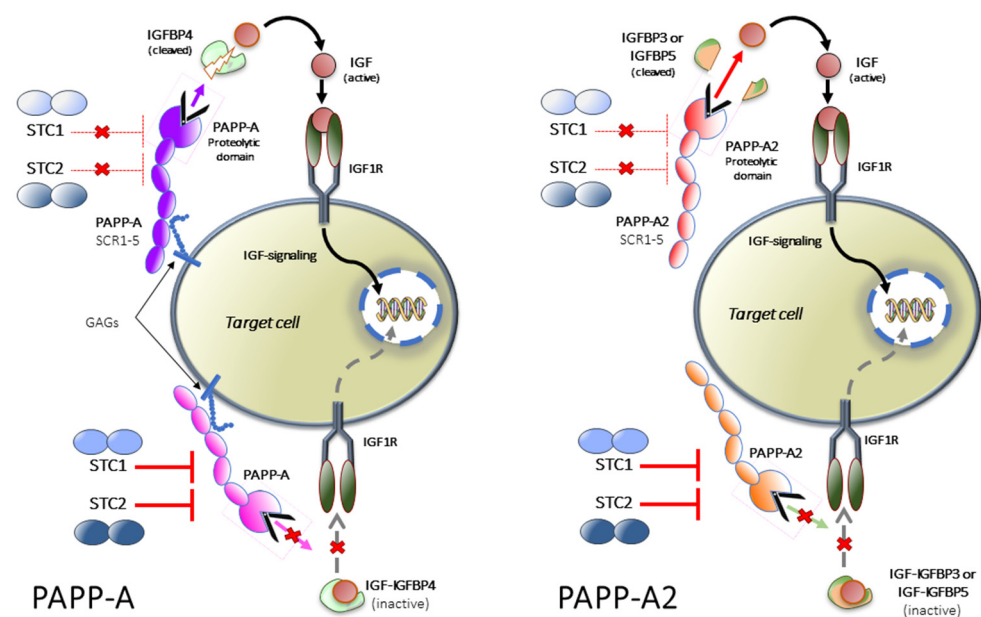 IGFBP4
(cleaved)
IGF
(active)
STC1
STC2
PAPP-A
Proteolytic
domain
IGF1R
PAPP-A
SCR1-5
IGF-signaling
GAGs
Target cell
IGF1R
STC1
STC2
PAPP-A
IGF-IGFBP4
(inactive)
PAPP-A
IGFBP3 or
IGFBP5
(cleaved)
IGF
(active)
STC1
STC2
PAPP-A2
Proteolytic
domain
IGF1R
PAPP-A2
SCR1-5
IGF-signaling
Target cell
IGF1R
STC1
STC2
PAPP-A2
IGF-IGFBP3 or
IGF-IGFBP5
(inactive)
PAPP-A2